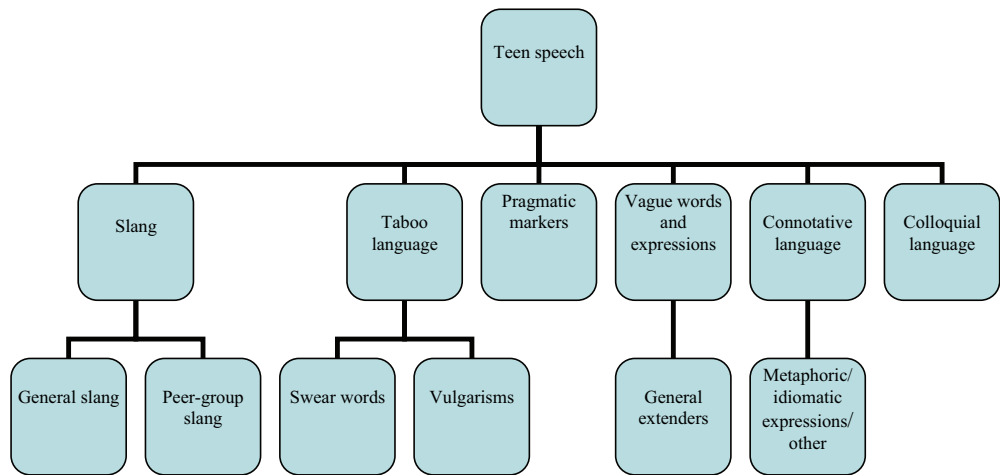 Teen speech
Slang
Taboo
language
Pragmatic
markers
Vague words
and
expressions
Connotative
language
Colloquial
language
General slang
Peer-group
slang
Swear words
Vulgarisms
General
extenders
Metaphoric/
idiomatic
expressions/
other